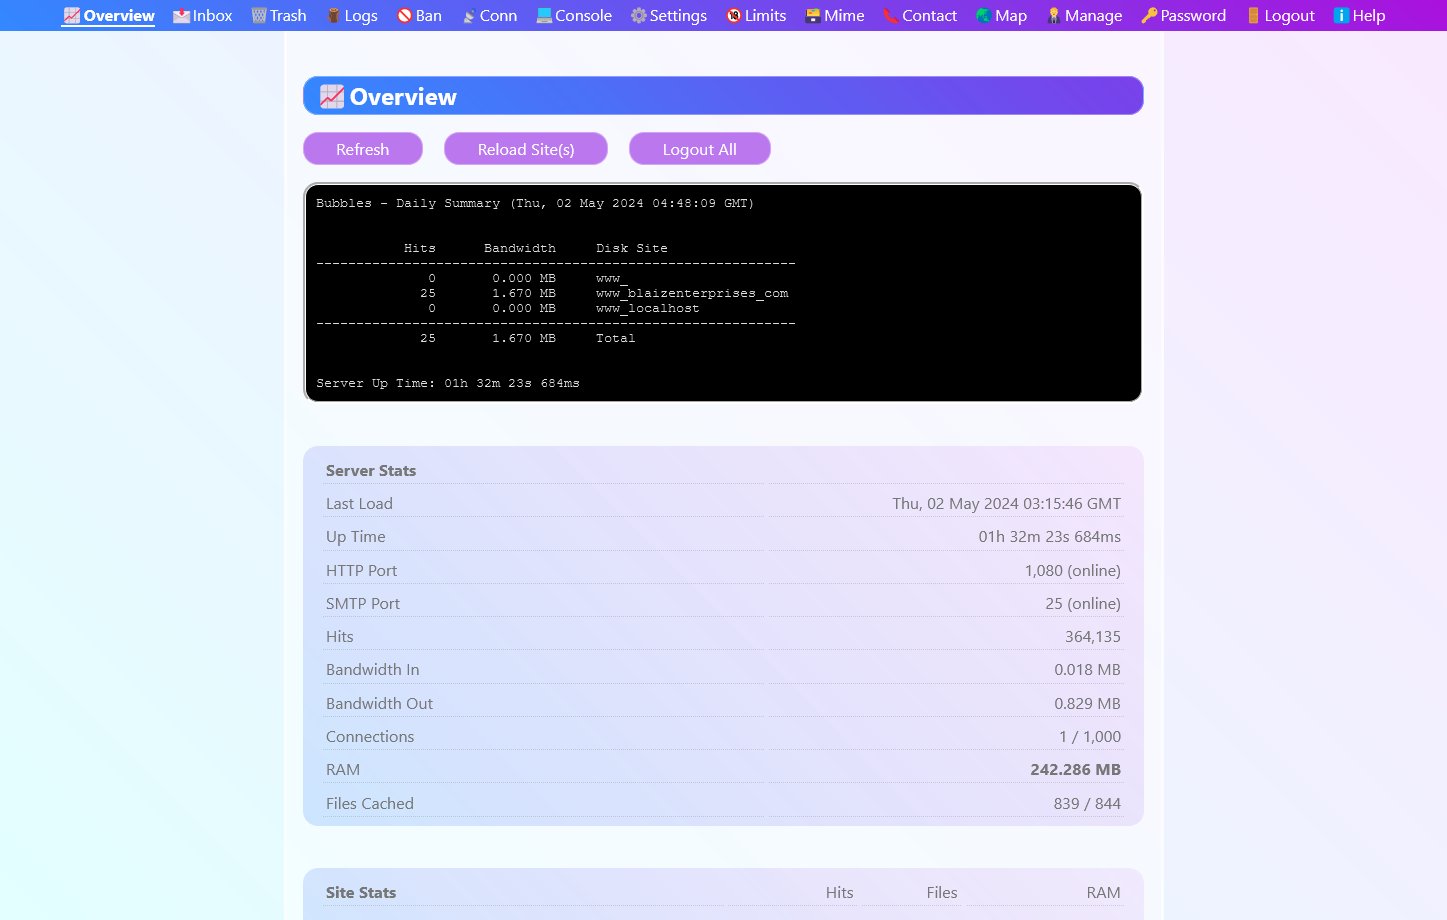 Overview Inbox Trash Logs Ban Conn Console Settings Limits Mime Contact Map Manage Password Logout Help
Overview
Refresh Reload Site(s) Logout All
Bubbles - Daily Summary (Thu, 02 May 2024 04:48:09 GMT)
Hits Bandwidth Disk Site
------------------------------------------------------------
0 0.000 MB www_
25 1.670 MB www_blaizenterprises_com
0 0.000 MB www_localhost
------------------------------------------------------------
25 1.670 MB Total
Server Up Time: 01h 32m 23s 684ms
Server Stats
Last Load Thu, 02 May 2024 03:15:46 GMT
Up Time 01h 32m 23s 684ms
HTTP Port 1,080 (online)
SMTP Port 25 (online)
Hits 364,135
Bandwidth In 0.018 MB
Bandwidth Out 0.829 MB
Connections 1 / 1,000
RAM 242.286 MB
Files Cached 839 / 844
Site Stats Hits Files RAM